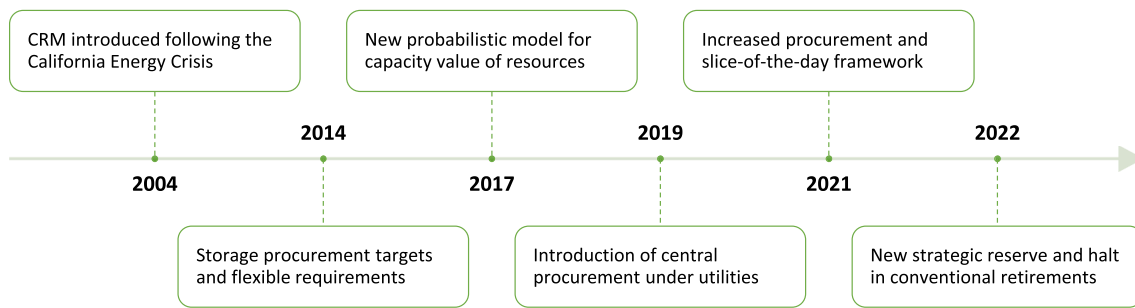 CRM introduced following the
California Energy Crisis
New probabilistic model for
capacity value of resources
Increased procurement and
slice-of-the-day framework
2014
2019
2022
2004
2017
2021
Storage procurement targets
and flexible requirements
Introduction of central
procurement under utilities
New strategic reserve and halt
in conventional retirements